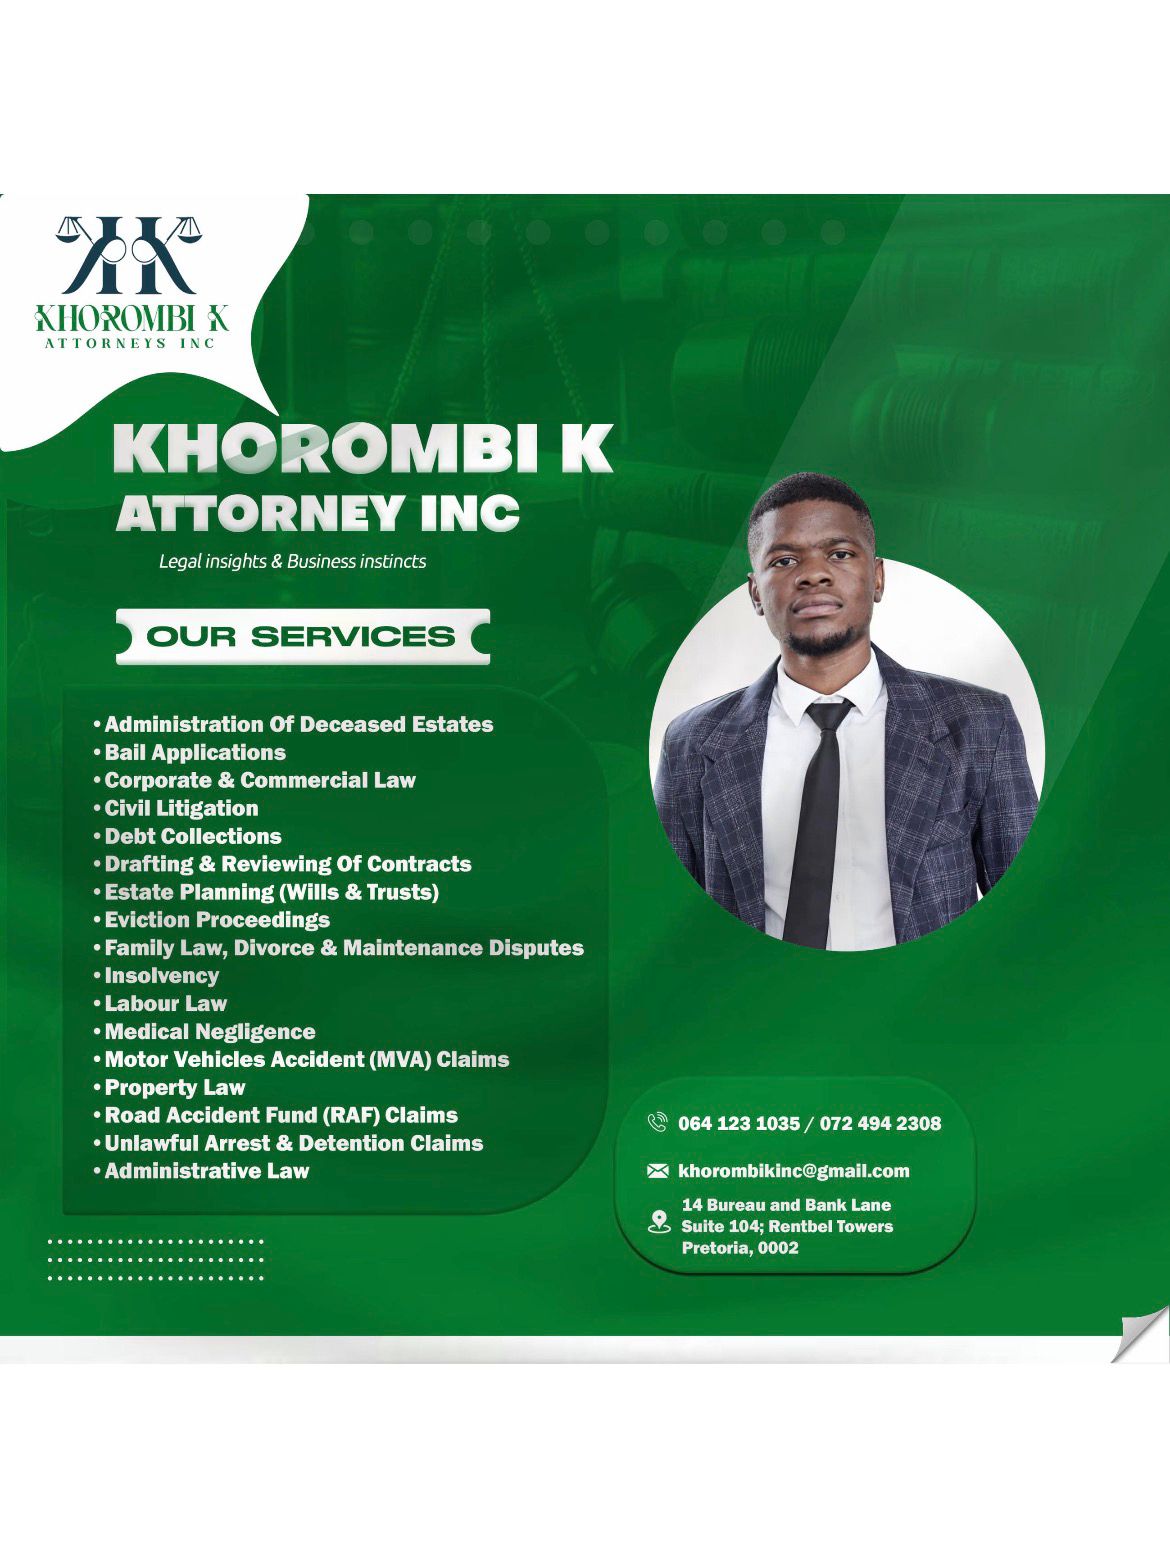 KHOROMBI K
ATTORNEYS INC
KHOROMBI K
ATTORNEY INC
Legal insights & Business instincts
OUR SERVICES
• Administration Of Deceased Estates
• Bail Applications
• Corporate & Commercial Law
• Civil Litigation
• Debt Collections
• Drafting & Reviewing Of Contracts
• Estate Planning (Wills & Trusts)
• Eviction Proceedings
• Family Law, Divorce & Maintenance Disputes
• Insolvency
• Labour Law
• Medical Negligence
• Motor Vehicles Accident (MVA) Claims
• Property Law
• Road Accident Fund (RAF) Claims
• Unlawful Arrest & Detention Claims
• Administrative Law
064 123 1035 / 072 494 2308
khorombikinc@gmail.com
14 Bureau and Bank Lane
Suite 104; Rentbel Towers
Pretoria, 0002